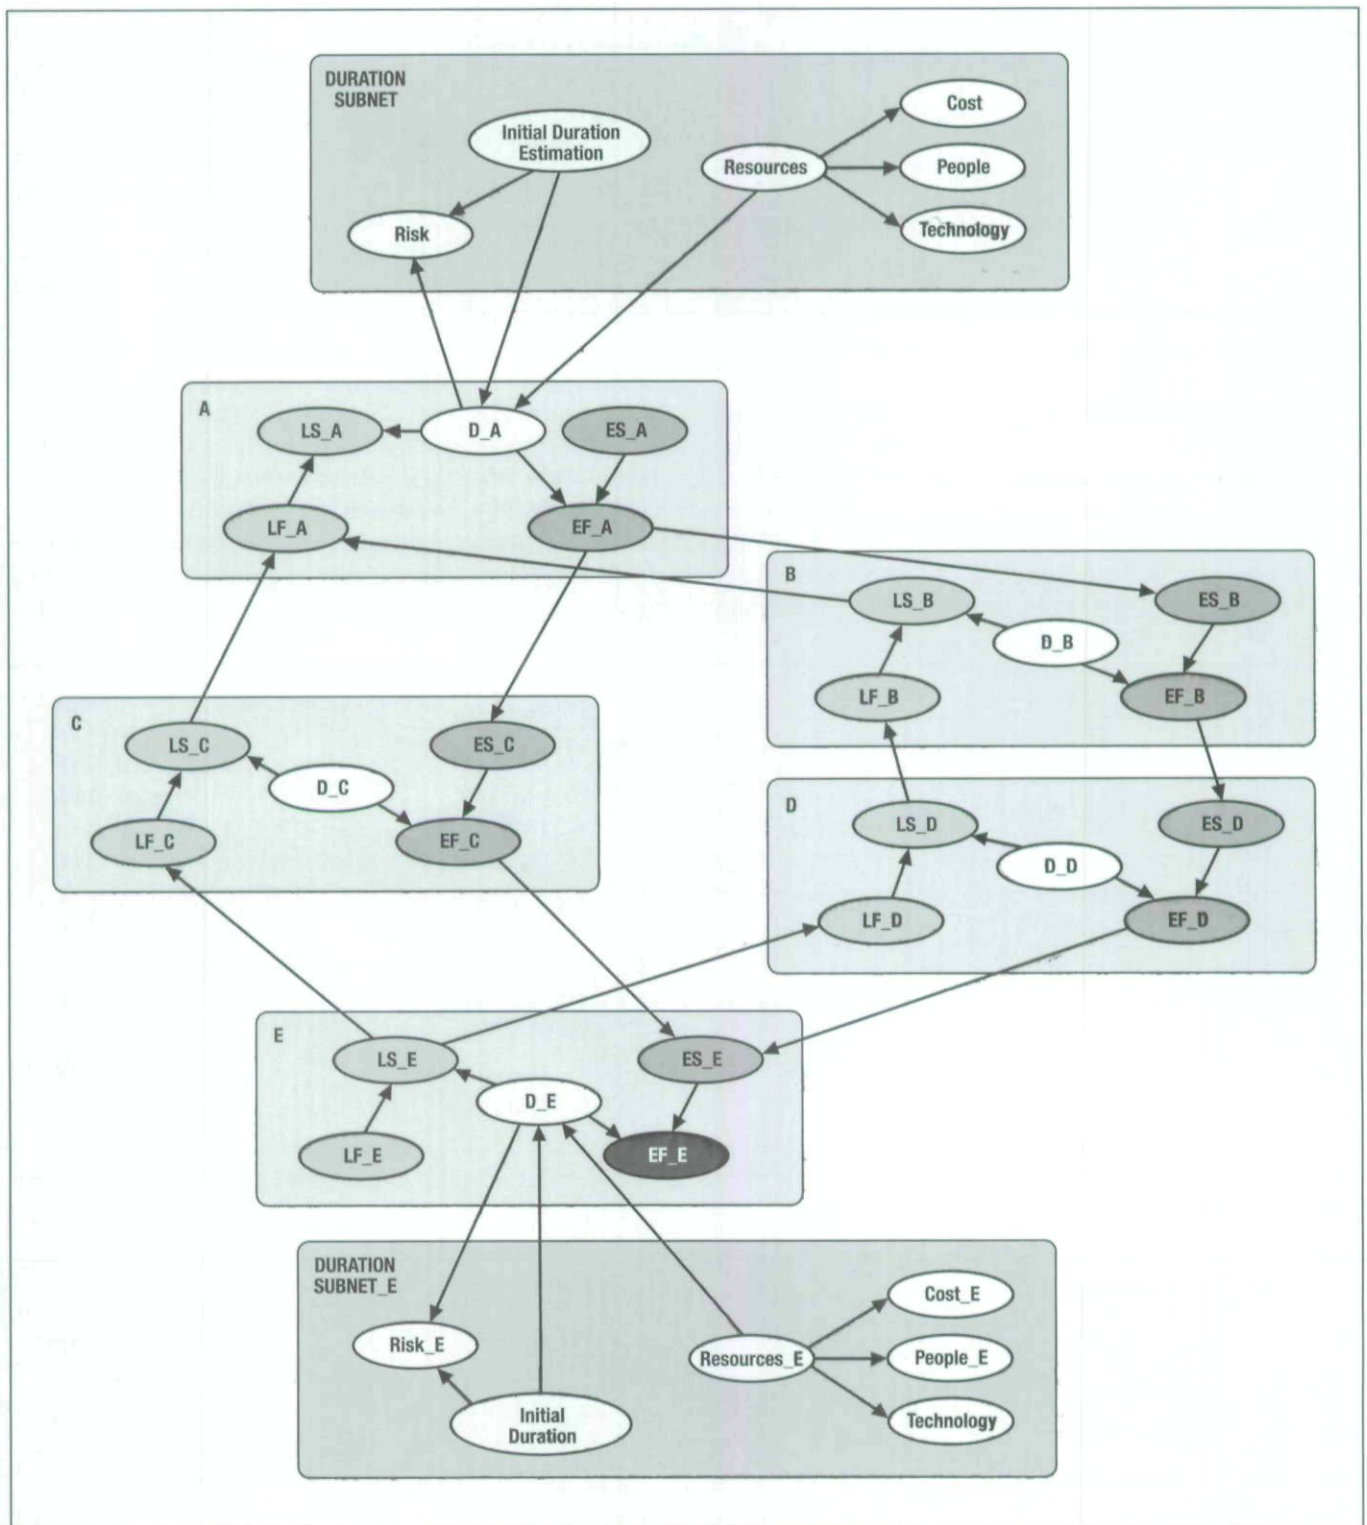 DURATION
SUBNET
Initial Duration
Estimation
Risk
Resources
Cost
People
Technology
A
LS_A
D_A
ES_A
LF_A
EF_A
B
LS_B
ES_B
D_B
LF_B
EF_B
C
LS_C
ES_C
D_C
LF_C
EF_C
D
LS_D
ES_D
D_D
LF_D
EF_D
E
LS_E
ES_E
D_E
LF_E
EF_E
DURATION
SUBNET_E
Risk_E
Initial
Duration
Resources_E
Cost_E
People_E
Technology